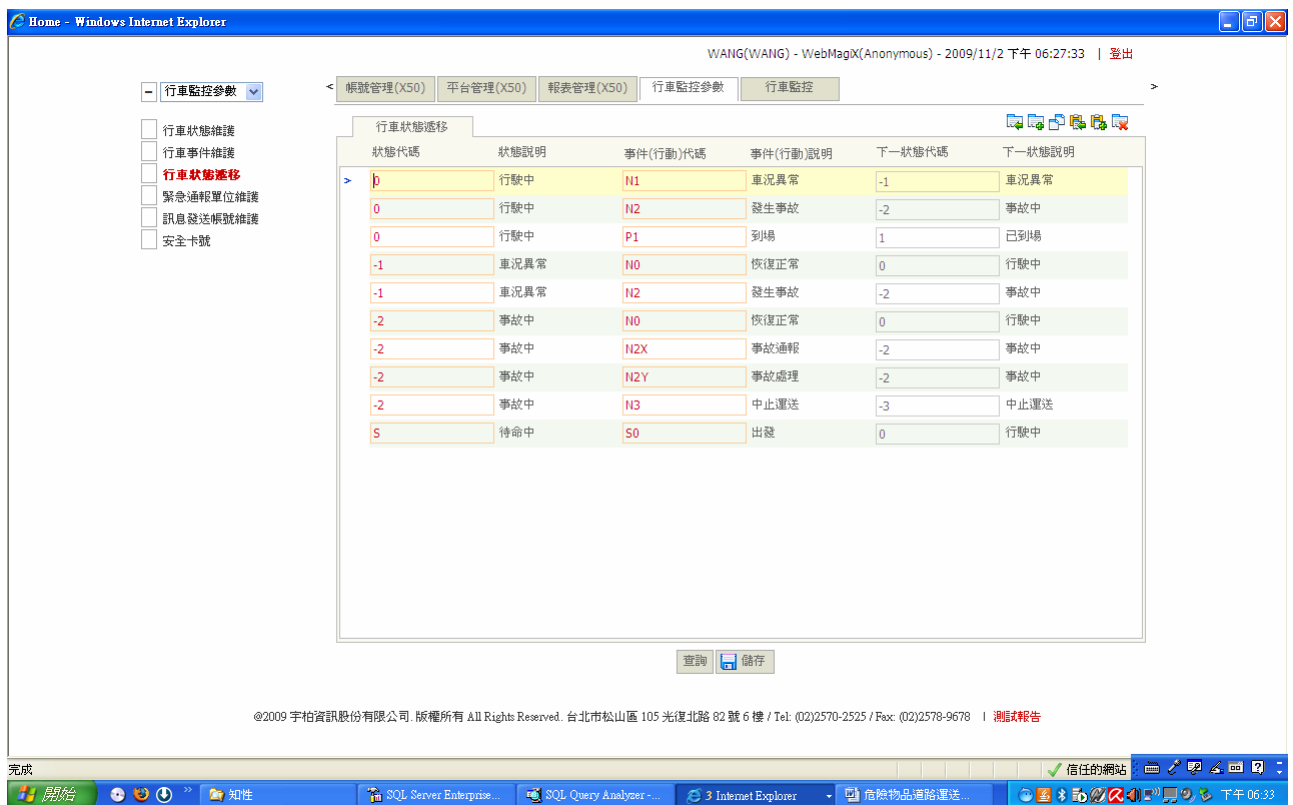 Home - Windows Internet Explorer
WANG(WANG) - WebMagiX(Anonymous) - 2009/11/2 下午 06:27:33 | 登出
行車監控參數
< 帳號管理(X50) 平台管理(X50) 報表管理(X50) 行車監控參數 行車監控 >
行車狀態維護
行車事件維護
行車狀態遷移
緊急通報單位維護
訊息發送帳號維護
安全卡號
行車狀態遷移
狀態代碼 狀態說明 事件(行動)代碼 事件(行動)說明 下一狀態代碼 下一狀態說明
> 0 行駛中 N1 車況異常 -1 車況異常
0 行駛中 N2 發生事故 -2 事故中
0 行駛中 P1 到場 1 已到場
-1 車況異常 N0 恢復正常 0 行駛中
-1 車況異常 N2 發生事故 -2 事故中
-2 事故中 N0 恢復正常 0 行駛中
-2 事故中 N2X 事故通報 -2 事故中
-2 事故中 N2Y 事故處理 -2 事故中
-2 事故中 N3 中止運送 -3 中止運送
S 待命中 S0 出發 0 行駛中
查詢 儲存
@2009 宇柏資訊股份有限公司. 版權所有 All Rights Reserved. 台北市松山區 105 光復北路 82 號 6 樓 / Tel: (02)2570-2525 / Fax: (02)2578-9678 | 測試報告
完成 信任的網站
開始 知性 SQL Server Enterprise... SQL Query Analyzer -... 3 Internet Explorer 危險物品道路運送... 下午 06:33